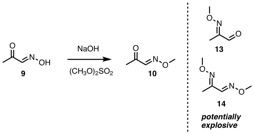 O
N
OH
9
NaOH
(CH₃O)₂SO₂
O
N
O
10
O
N
O
13
O
N
N
O
14
potentially
explosive